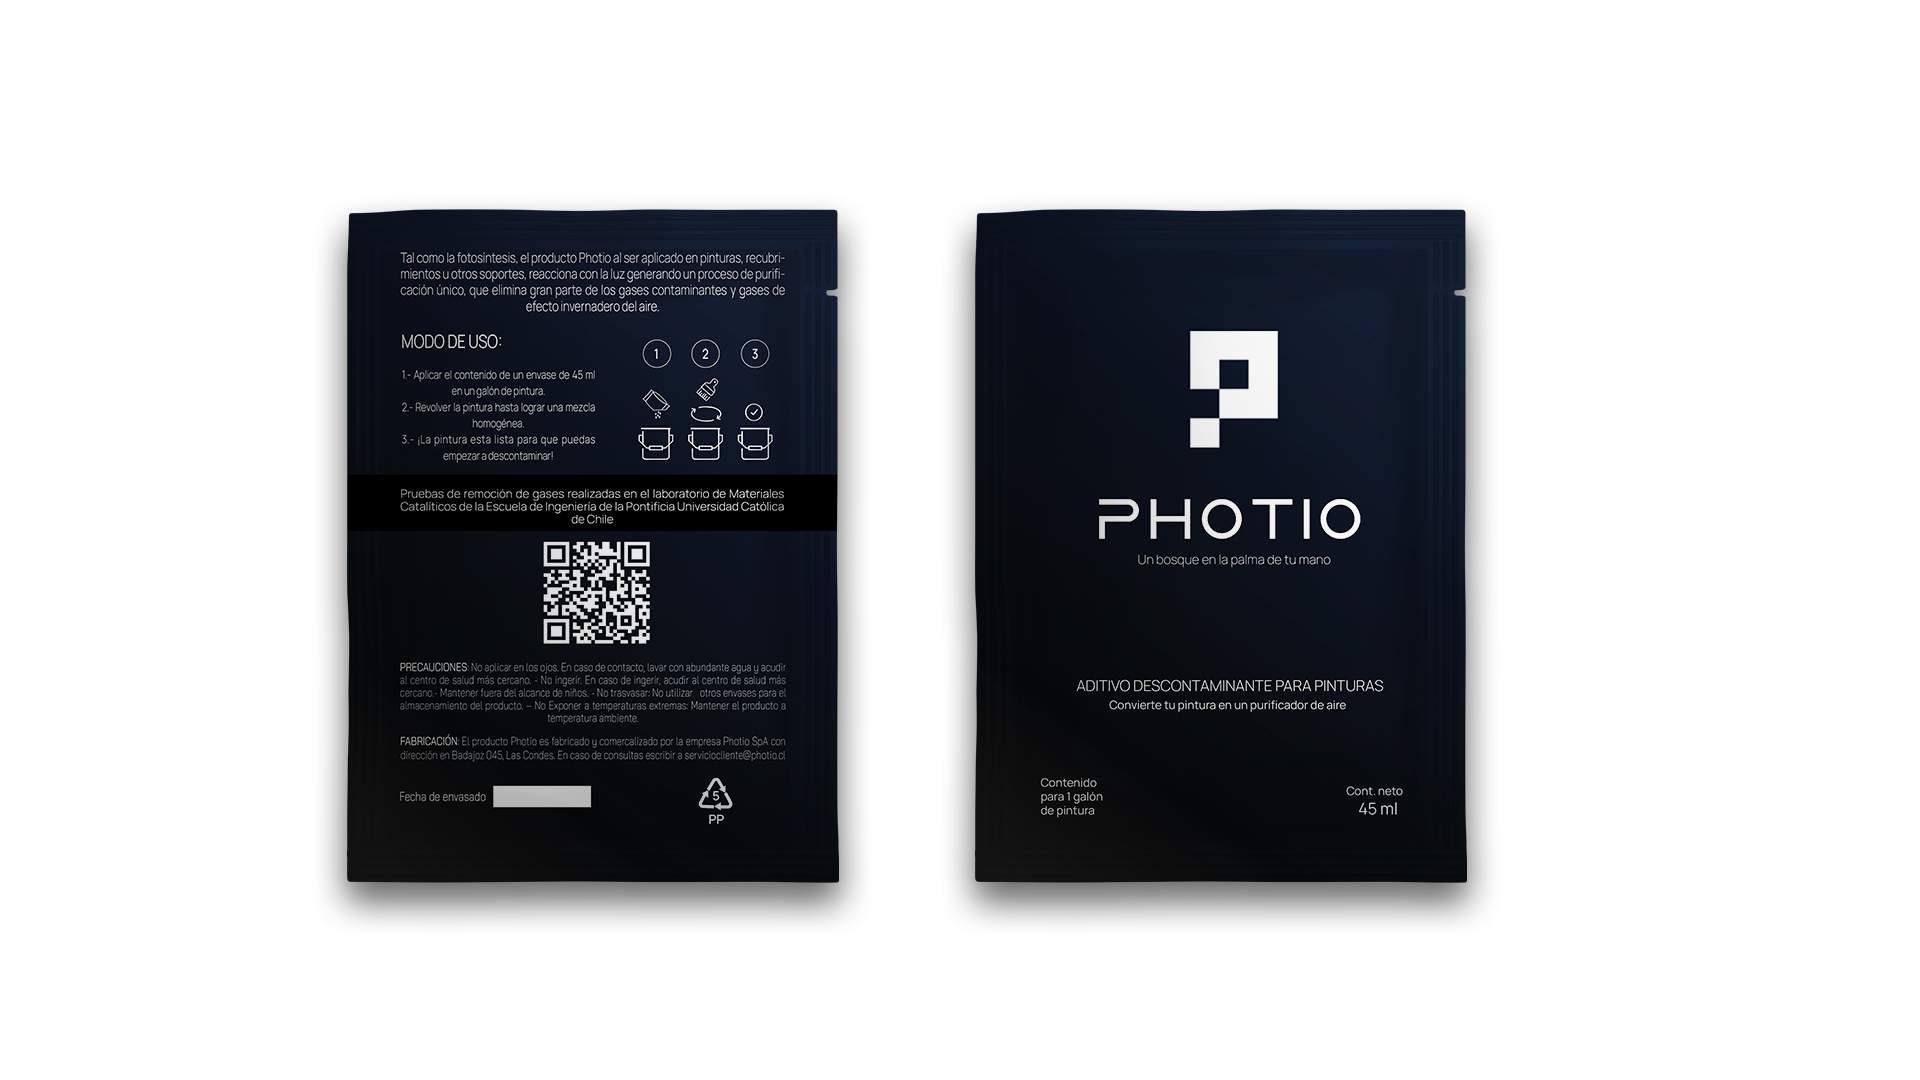 Tal como la fotosíntesis, el producto Photio al ser aplicado en pinturas, recubri-
mientos u otros soportes, reacciona con la luz generando un proceso de purifi-
cación único, que elimina gran parte de los gases contaminantes y gases de
efecto invernadero del aire.
MODO DE USO:
1.- Aplicar el contenido de un envase de 45 ml
en un galón de pintura.
2.- Revolver la pintura hasta lograr una mezcla
homogénea.
3.- ¡La pintura esta lista para que puedas
empezar a descontaminar!
1 2 3
Pruebas de remoción de gases realizadas en el laboratorio de Materiales
Catalíticos de la Escuela de Ingeniería de la Pontificia Universidad Católica
de Chile
PRECAUCIONES: No aplicar en los ojos. En caso de contacto, lavar con abundante agua y acudir
al centro de salud más cercano. - No ingerir. En caso de ingerir, acudir al centro de salud más
cercano.- Mantener fuera del alcance de niños. - No trasvasar: No utilizar otros envases para el
almacenamiento del producto. – No Exponer a temperaturas extremas: Mantener el producto a
temperatura ambiente.
FABRICACIÓN: El producto Photio es fabricado y comercalizado por la empresa Photio SpA con
dirección en Badajoz 045, Las Condes. En caso de consultas escribir a serviciocliente@photio.cl
Fecha de envasado
5
PP
PHOTIO
Un bosque en la palma de tu mano
ADITIVO DESCONTAMINANTE PARA PINTURAS
Convierte tu pintura en un purificador de aire
Contenido
para 1 galón
de pintura
Cont. neto
45 ml